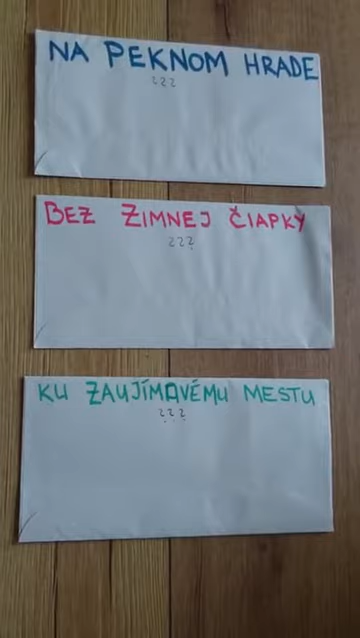 NA PEKNOM HRADE
???
BEZ ZIMNEJ ČIAPKY
???
KU ZAUJÍMAVÉMU MESTU
???